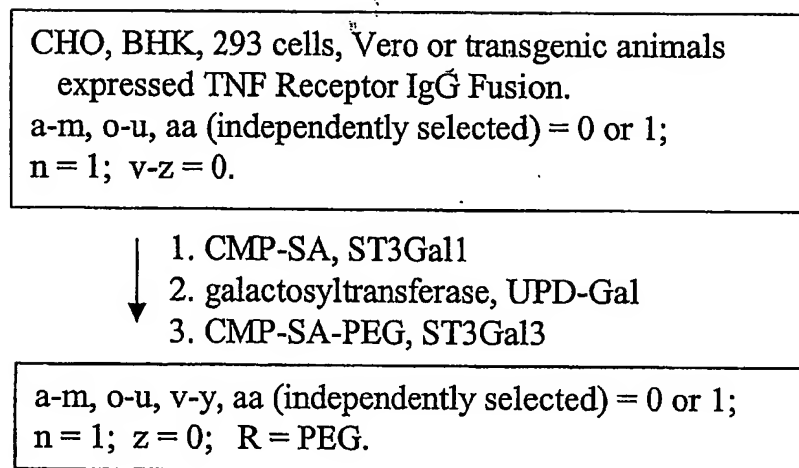 CHO, BHK, 293 cells, Vero or transgenic animals
expressed TNF Receptor IgG Fusion.
a-m, o-u, aa (independently selected) = 0 or 1;
n = 1; v-z = 0.
1. CMP-SA, ST3Gal1
2. galactosyltransferase, UPD-Gal
3. CMP-SA-PEG, ST3Gal3
a-m, o-u, v-y, aa (independently selected) = 0 or 1;
n = 1; z = 0; R = PEG.